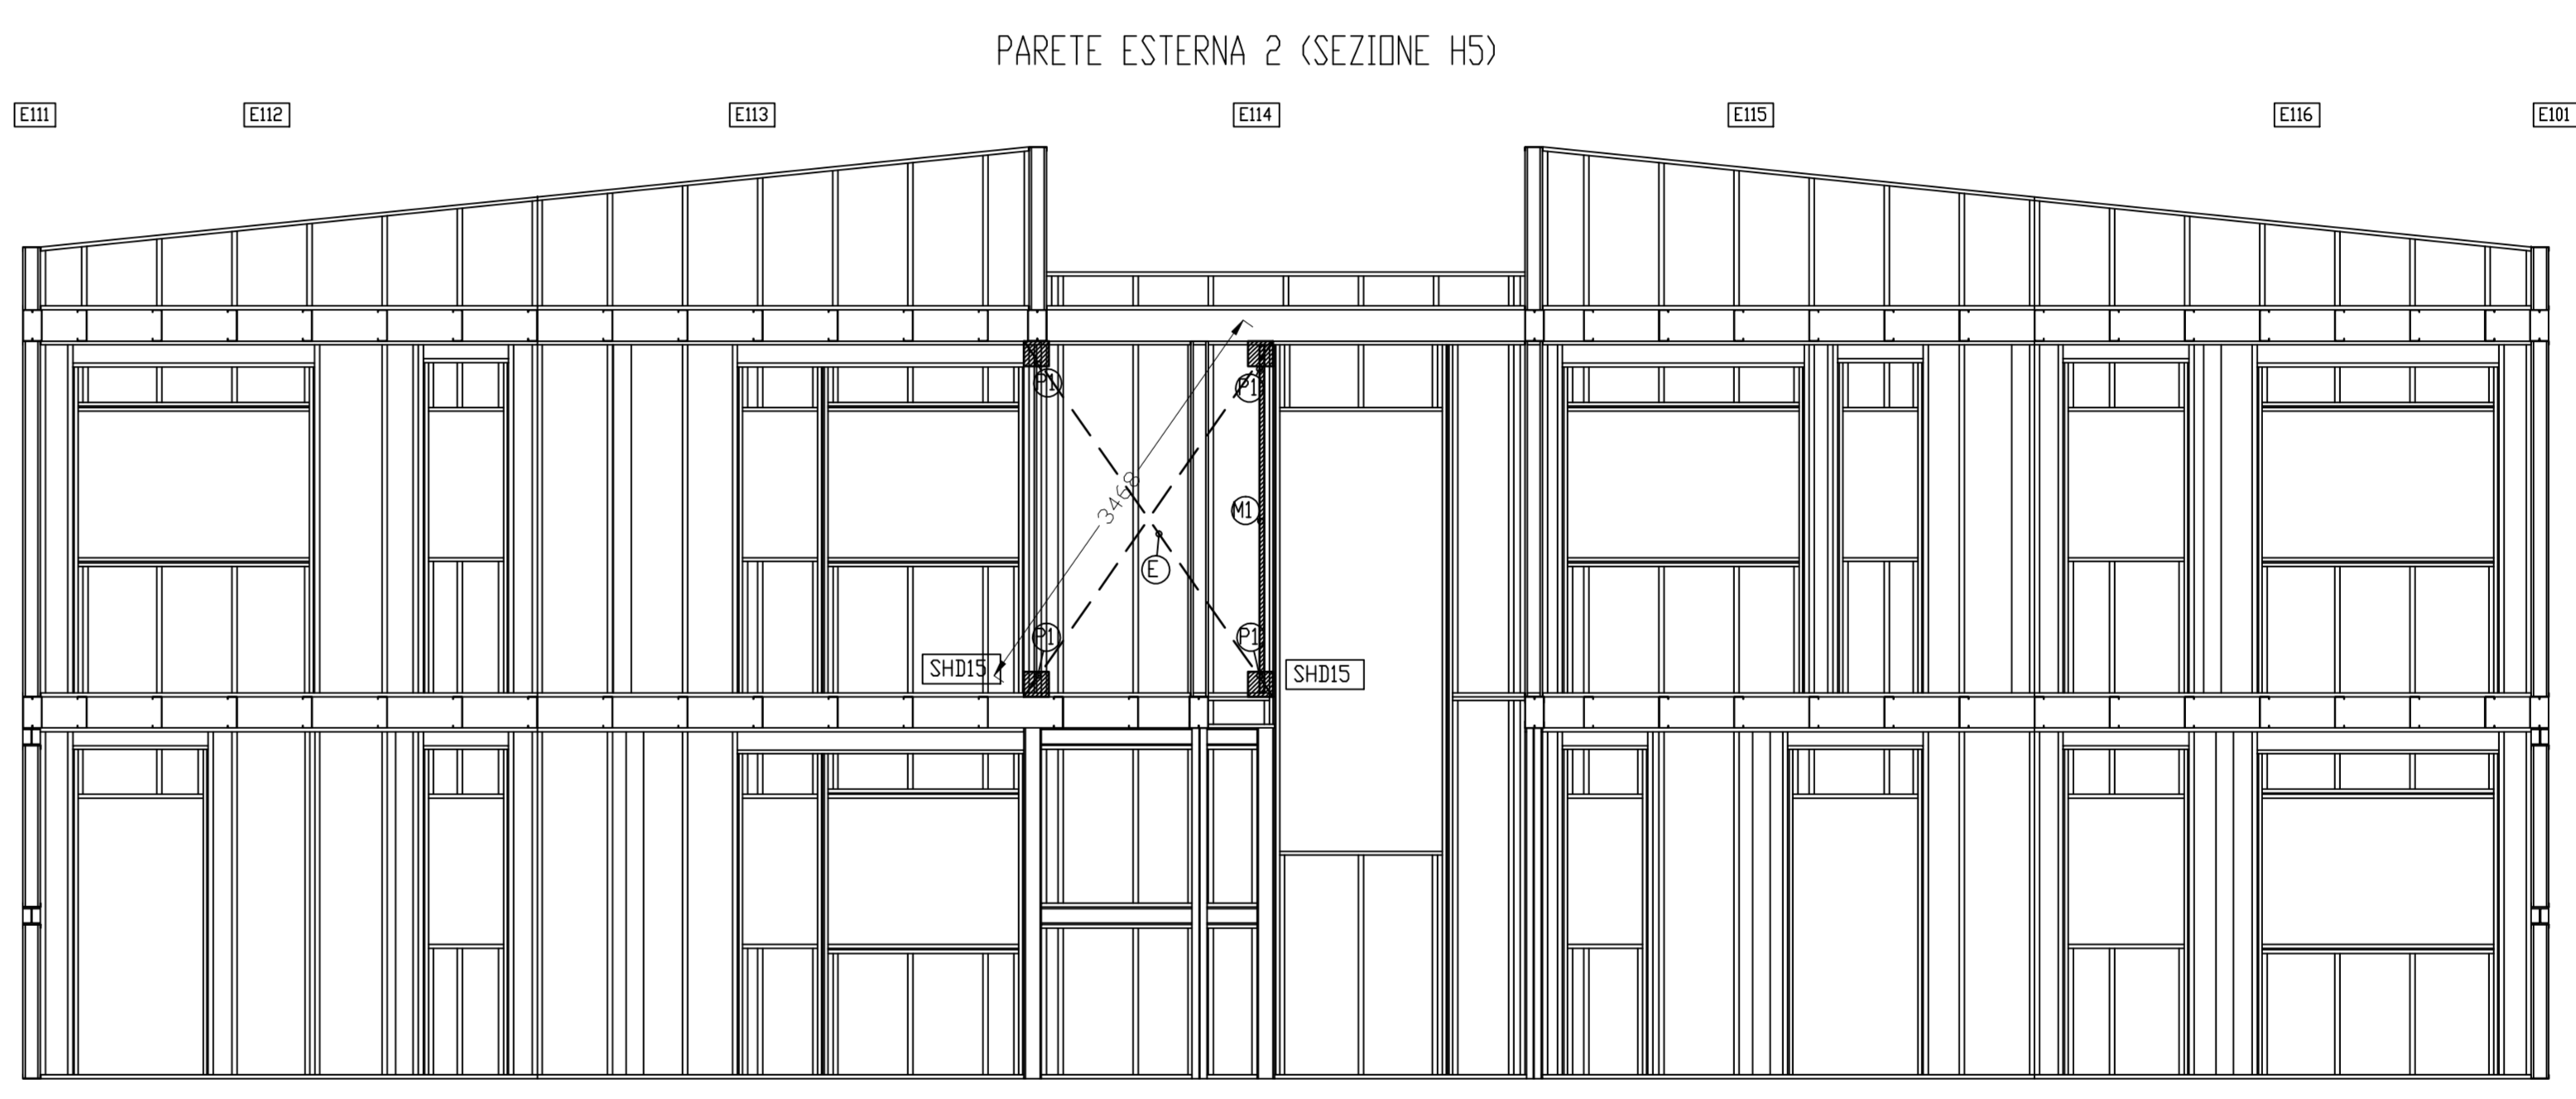 PARETE ESTERNA 2 (SEZIONE H5)
E111
E112
E113
E114
E115
E116
E101
P1
P1
3468
M1
E
P1
P1
SHD15
SHD15